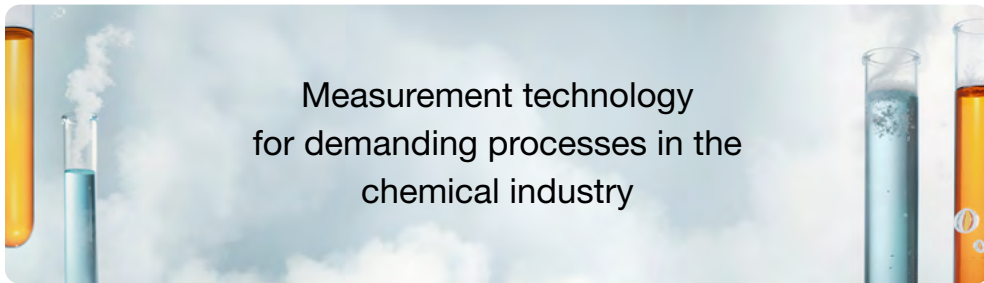 Measurement technology
for demanding processes in the
chemical industry